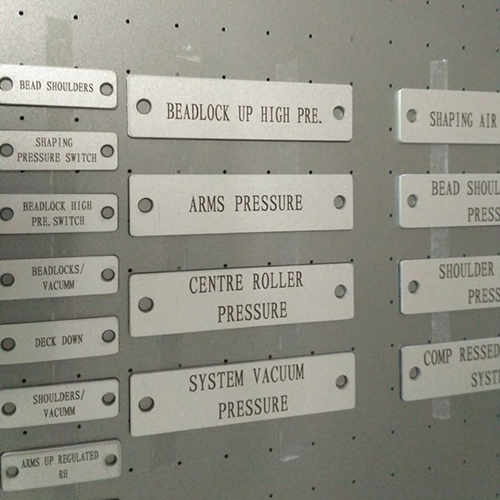 BEAD SHOULDERS
SHAPING
PRESSURE SWITCH
BEADLOCK HIGH
PRE. SWITCH
BEADLOCKS/
VACUMM
DECK DOWN
SHOULDERS/
VACUMM
ARMS UP REGULATED
RH
BEADLOCK UP HIGH PRE.
ARMS PRESSURE
CENTRE ROLLER
PRESSURE
SYSTEM VACUUM
PRESSURE
SHAPING AIR
BEAD SHOUL
PRESS
SHOULDER
PRESS
COMP RESSED
SYST